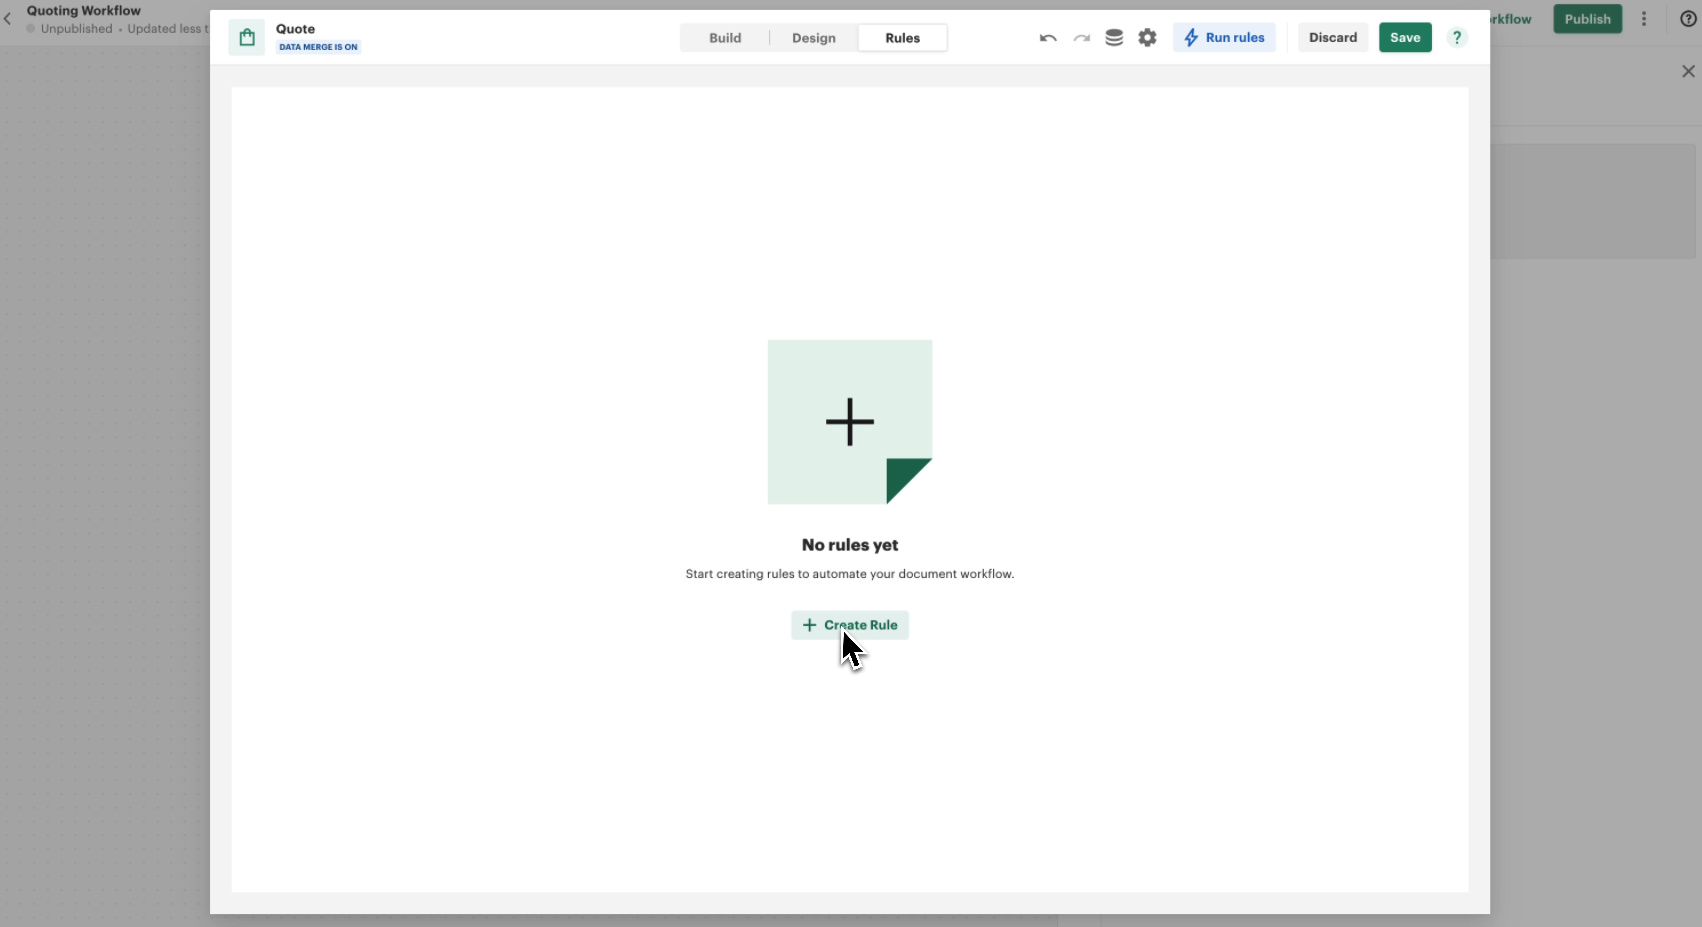 Quoting Workflow
Unpublished • Updated less t
Quote
DATA MERGE IS ON
Build
Design
Rules
Run rules
Discard
Save
?
Publish
?
No rules yet
Start creating rules to automate your document workflow.
+ Create Rule